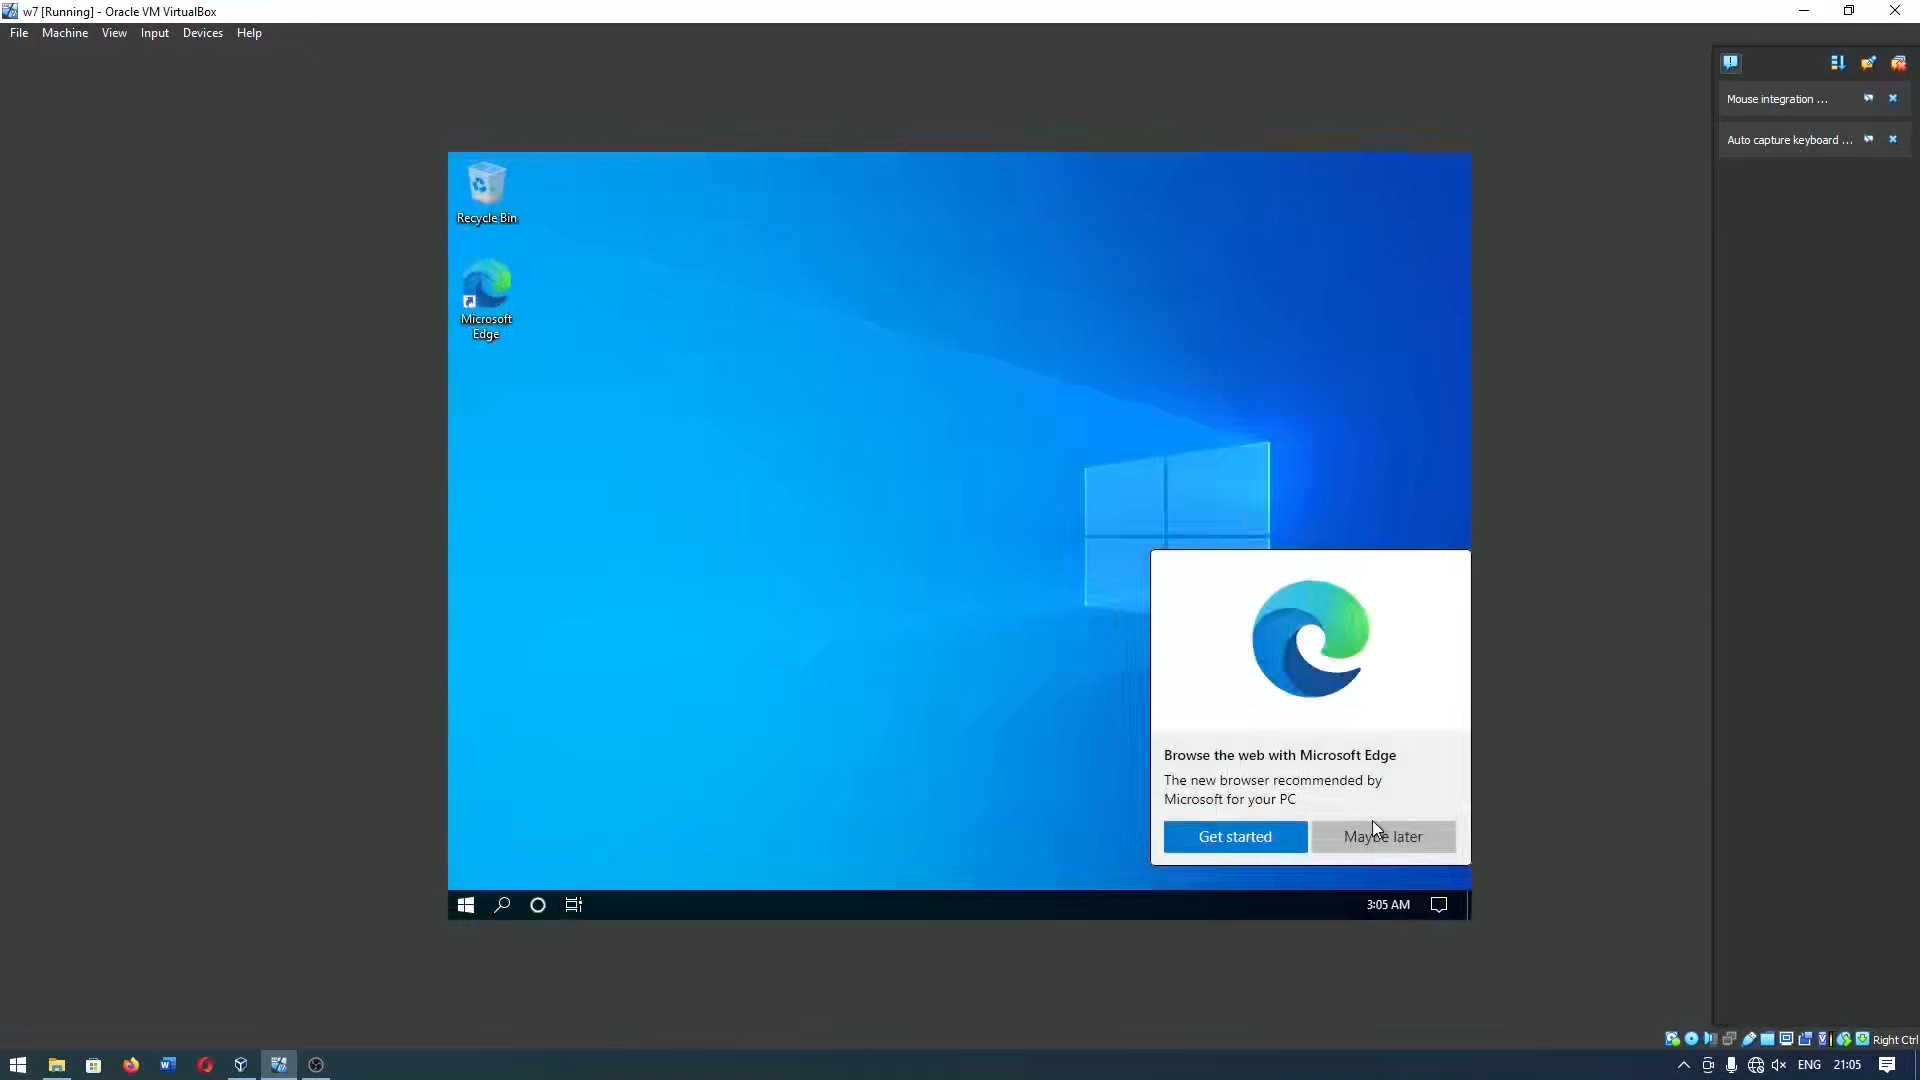 w7 [Running] - Oracle VM VirtualBox
File Machine View Input Devices Help
Mouse integration ...
Auto capture keyboard ...
Recycle Bin
Microsoft
Edge
Browse the web with Microsoft Edge
The new browser recommended by
Microsoft for your PC
Get started
Maybe later
3:05 AM
Right Ctrl
ENG 21:05